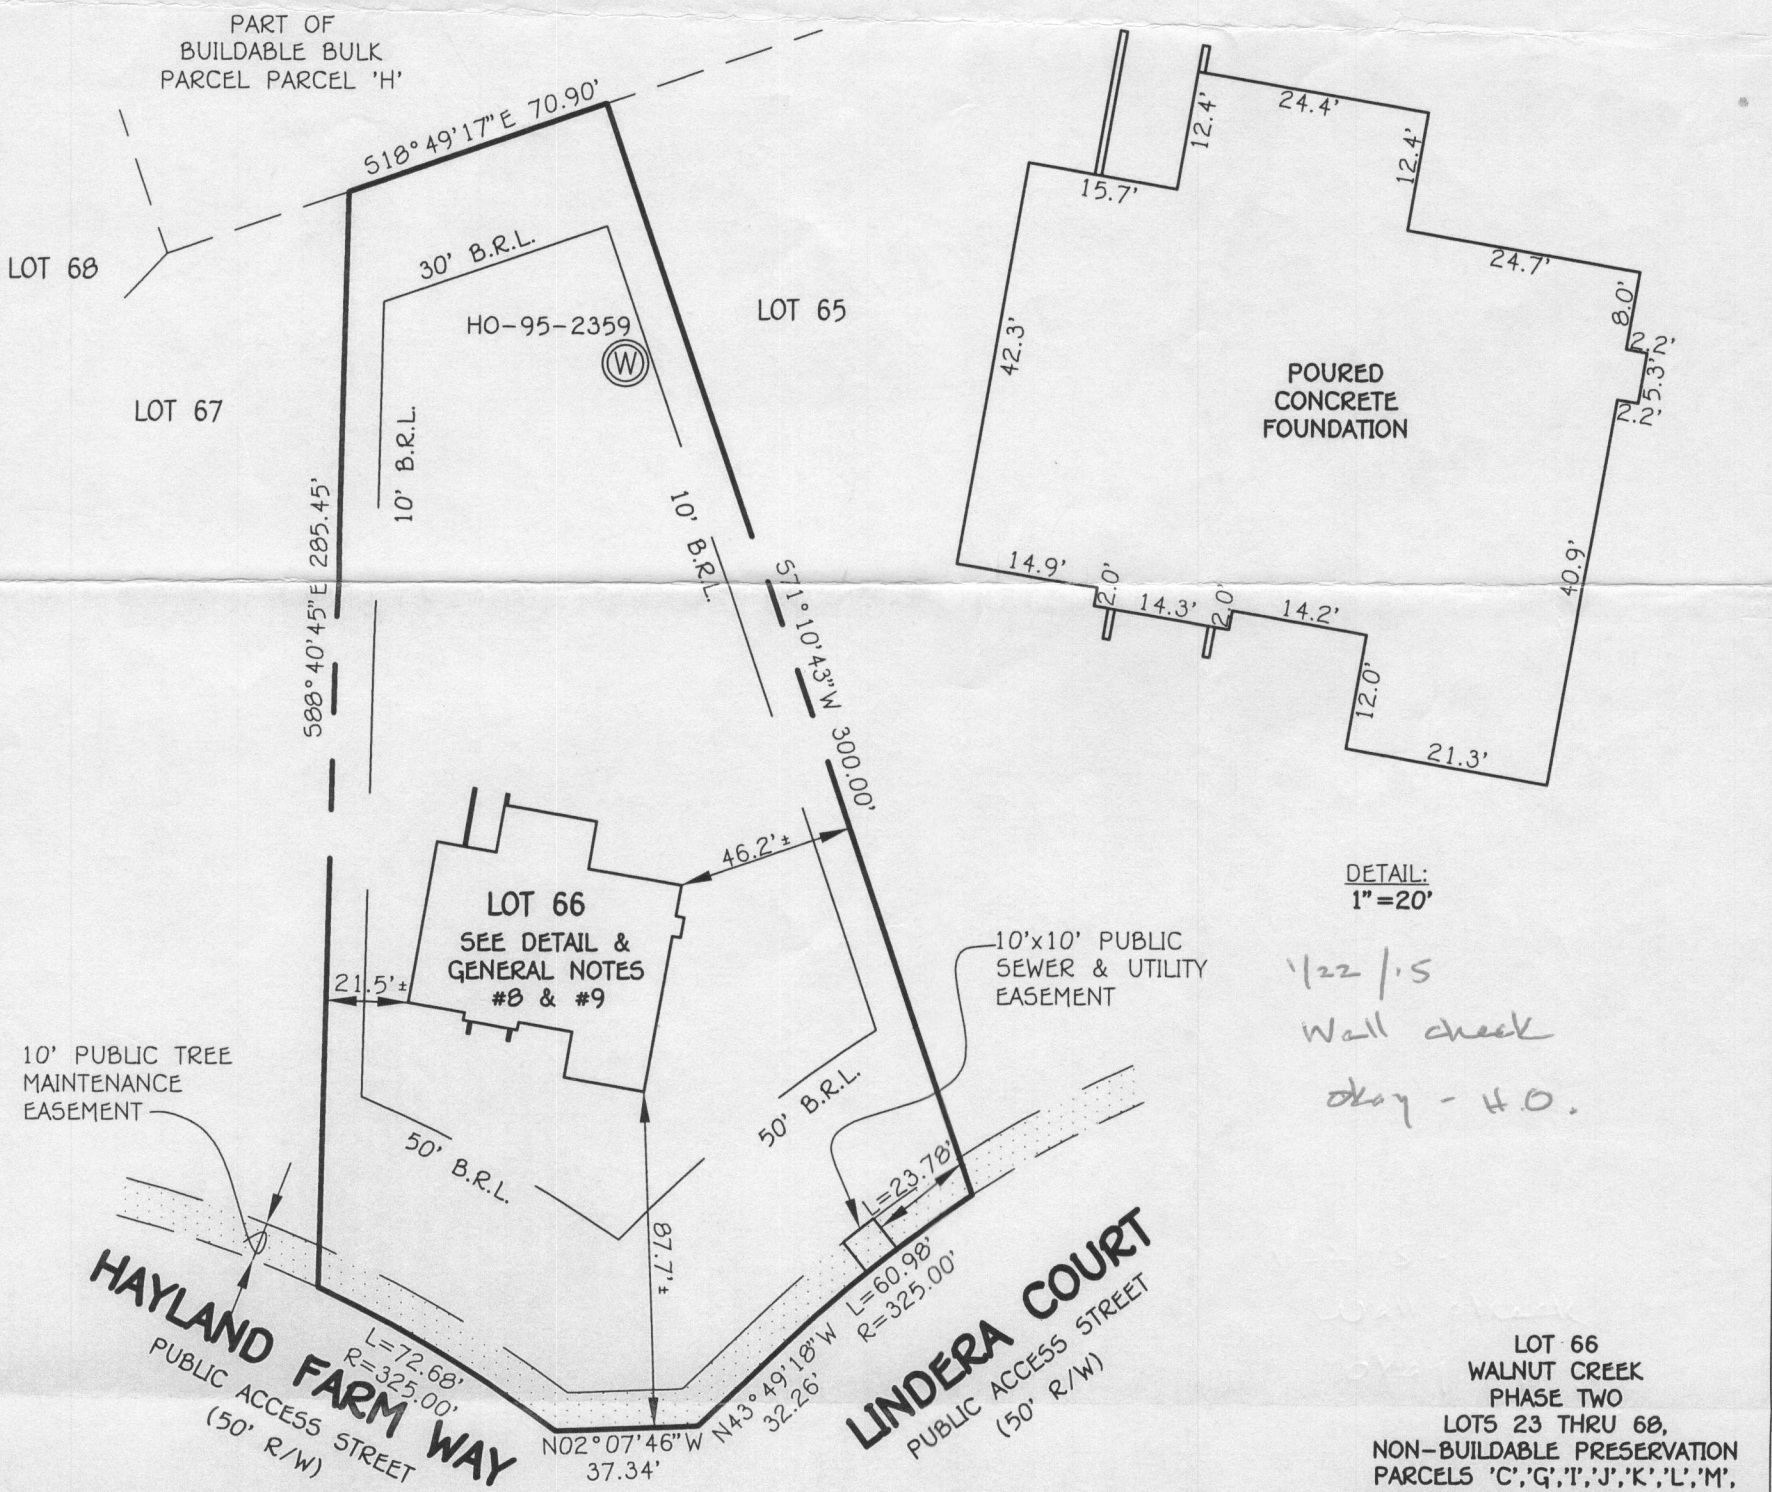 PART OF
BUILDABLE BULK
PARCEL PARCEL 'H'
S18°49'17"E 70.90'
LOT 68
LOT 67
LOT 65
30' B.R.L.
HO-95-2359
W
10' B.R.L.
10' B.R.L.
S88°40'45"E 285.45'
S71°10'43"W 300.00'
24.4'
12.4'
12.4'
15.7'
24.7'
8.0'
2.2'
5.3'
2.2'
42.3'
POURED
CONCRETE
FOUNDATION
40.9'
14.9'
2.0'
14.3'
2.0'
14.2'
12.0'
21.3'
DETAIL:
1"=20'
46.2'±
LOT 66
SEE DETAIL &
GENERAL NOTES
#8 & #9
21.5'±
10'x10' PUBLIC
SEWER & UTILITY
EASEMENT
1/22/15
Wall check
okay - H.O.
10' PUBLIC TREE
MAINTENANCE
EASEMENT
50' B.R.L.
50' B.R.L.
87.7'±
L=23.78'
L=60.98'
R=325.00'
HAYLAND FARM WAY
PUBLIC ACCESS STREET
(50' R/W)
L=72.68'
R=325.00'
N02°07'46"W
37.34'
N43°49'18"W
32.26'
LINDERA COURT
PUBLIC ACCESS STREET
(50' R/W)
LOT 66
WALNUT CREEK
PHASE TWO
LOTS 23 THRU 68,
NON-BUILDABLE PRESERVATION
PARCELS 'C','G','I','J','K','L','M',